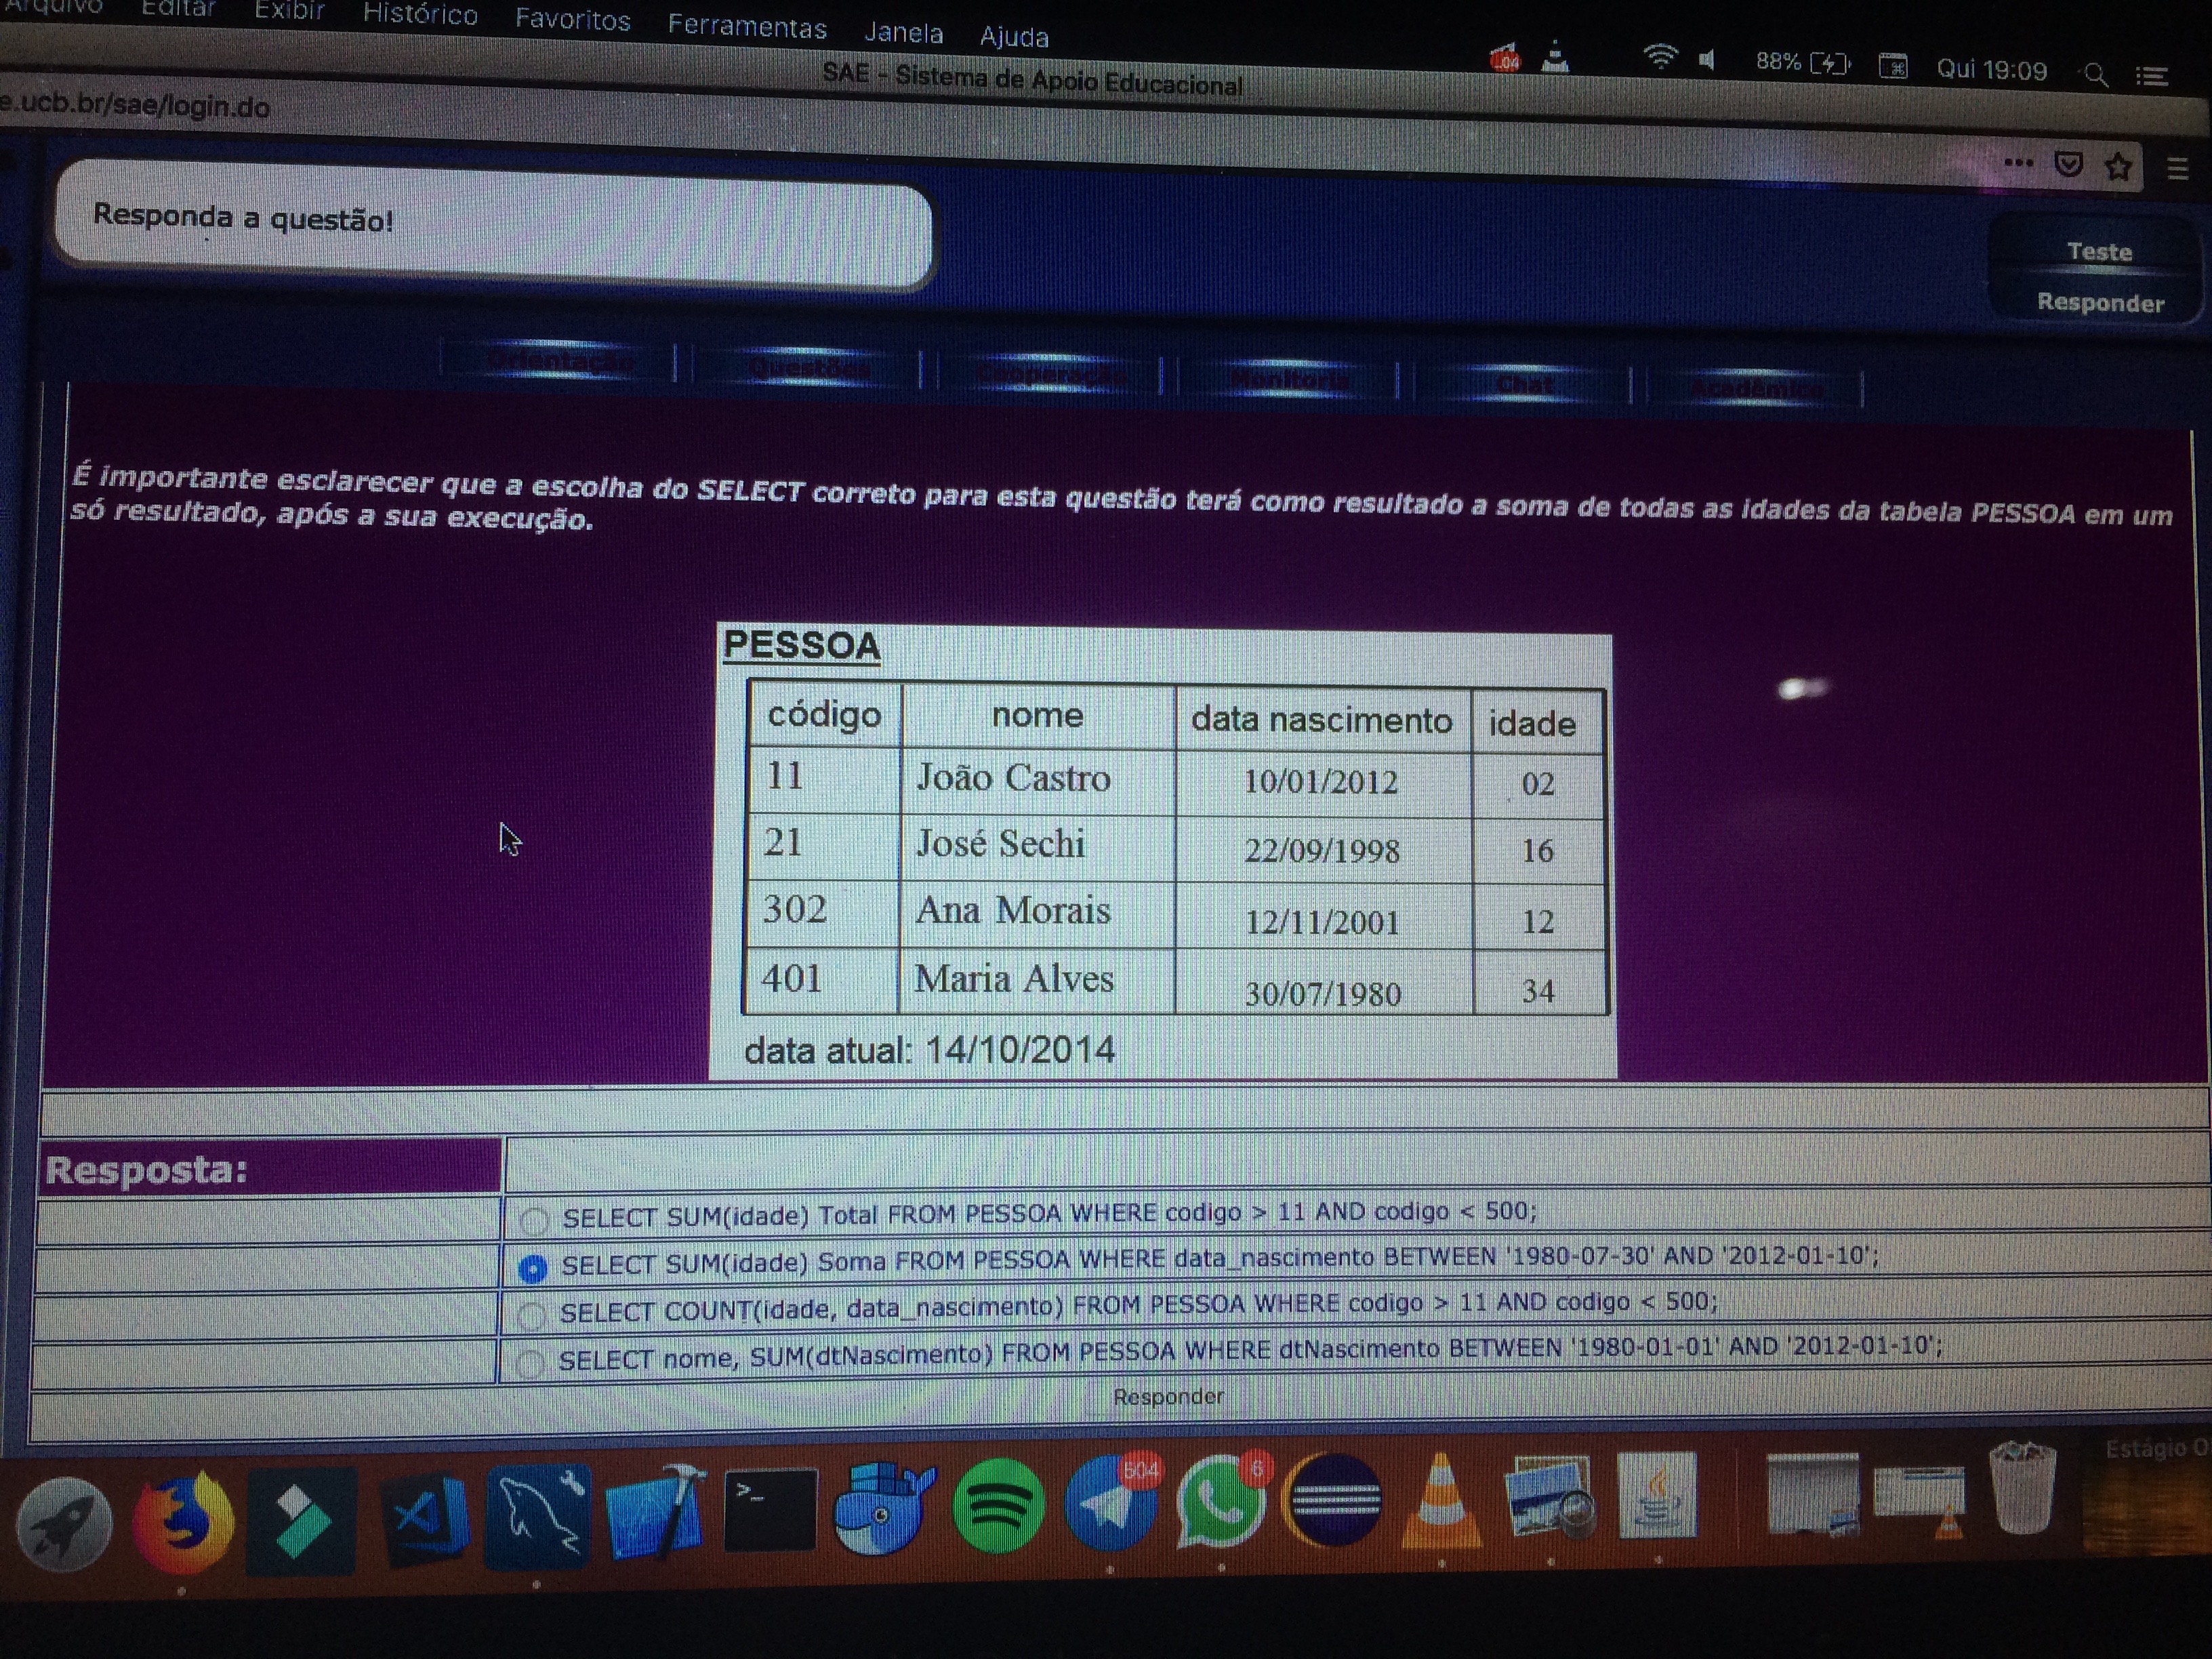 Arquivo Editar Exibir Histórico Favoritos Ferramentas Janela Ajuda
88% Qui 19:09
SAE - Sistema de Apoio Educacional
e.ucb.br/sae/login.do
Responda a questão!
Teste
Responder
Orientação Questões Cooperação Monitoria Chat Acadêmico
É importante esclarecer que a escolha do SELECT correto para esta questão terá como resultado a soma de todas as idades da tabela PESSOA em um
só resultado, após a sua execução.
PESSOA
código nome data nascimento idade
11 João Castro 10/01/2012 02
21 José Sechi 22/09/1998 16
302 Ana Morais 12/11/2001 12
401 Maria Alves 30/07/1980 34
data atual: 14/10/2014
Resposta:
SELECT SUM(idade) Total FROM PESSOA WHERE codigo > 11 AND codigo < 500;
SELECT SUM(idade) Soma FROM PESSOA WHERE data_nascimento BETWEEN '1980-07-30' AND '2012-01-10';
SELECT COUNT(idade, data_nascimento) FROM PESSOA WHERE codigo > 11 AND codigo < 500;
SELECT nome, SUM(dtNascimento) FROM PESSOA WHERE dtNascimento BETWEEN '1980-01-01' AND '2012-01-10';
Responder
Estágio O
504 6